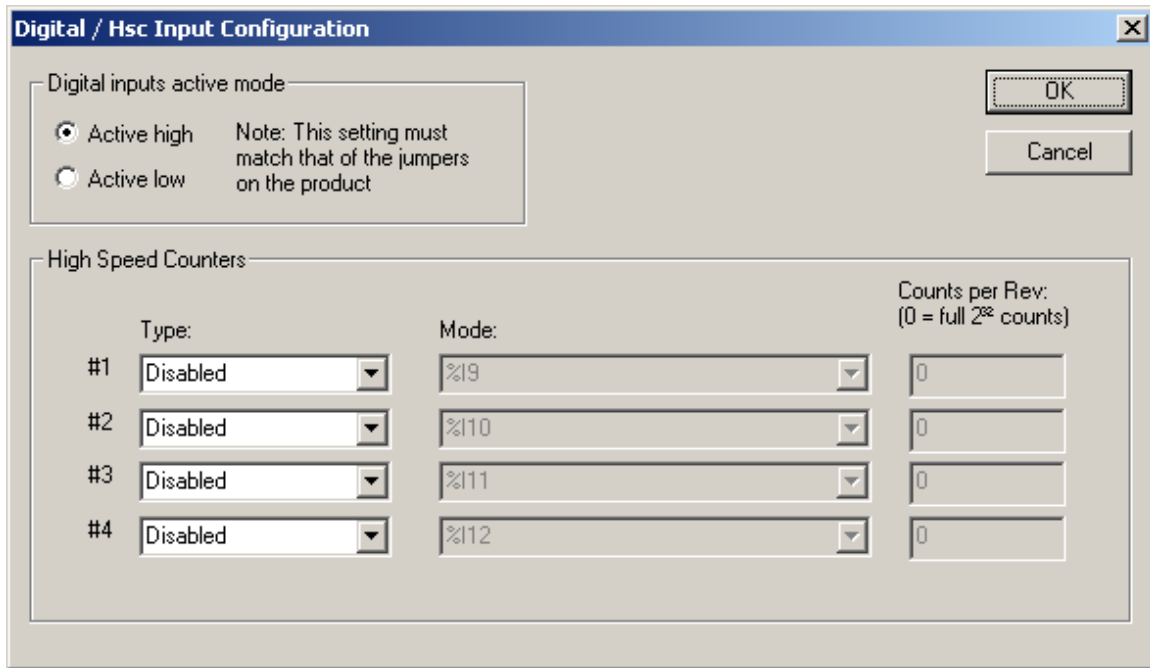 Digital / Hsc Input Configuration
Digital inputs active mode
Active high
Active low
Note: This setting must
match that of the jumpers
on the product
OK
Cancel
High Speed Counters
Type:
Mode:
Counts per Rev:
(0 = full 2³² counts)
#1 Disabled %I9 0
#2 Disabled %I10 0
#3 Disabled %I11 0
#4 Disabled %I12 0